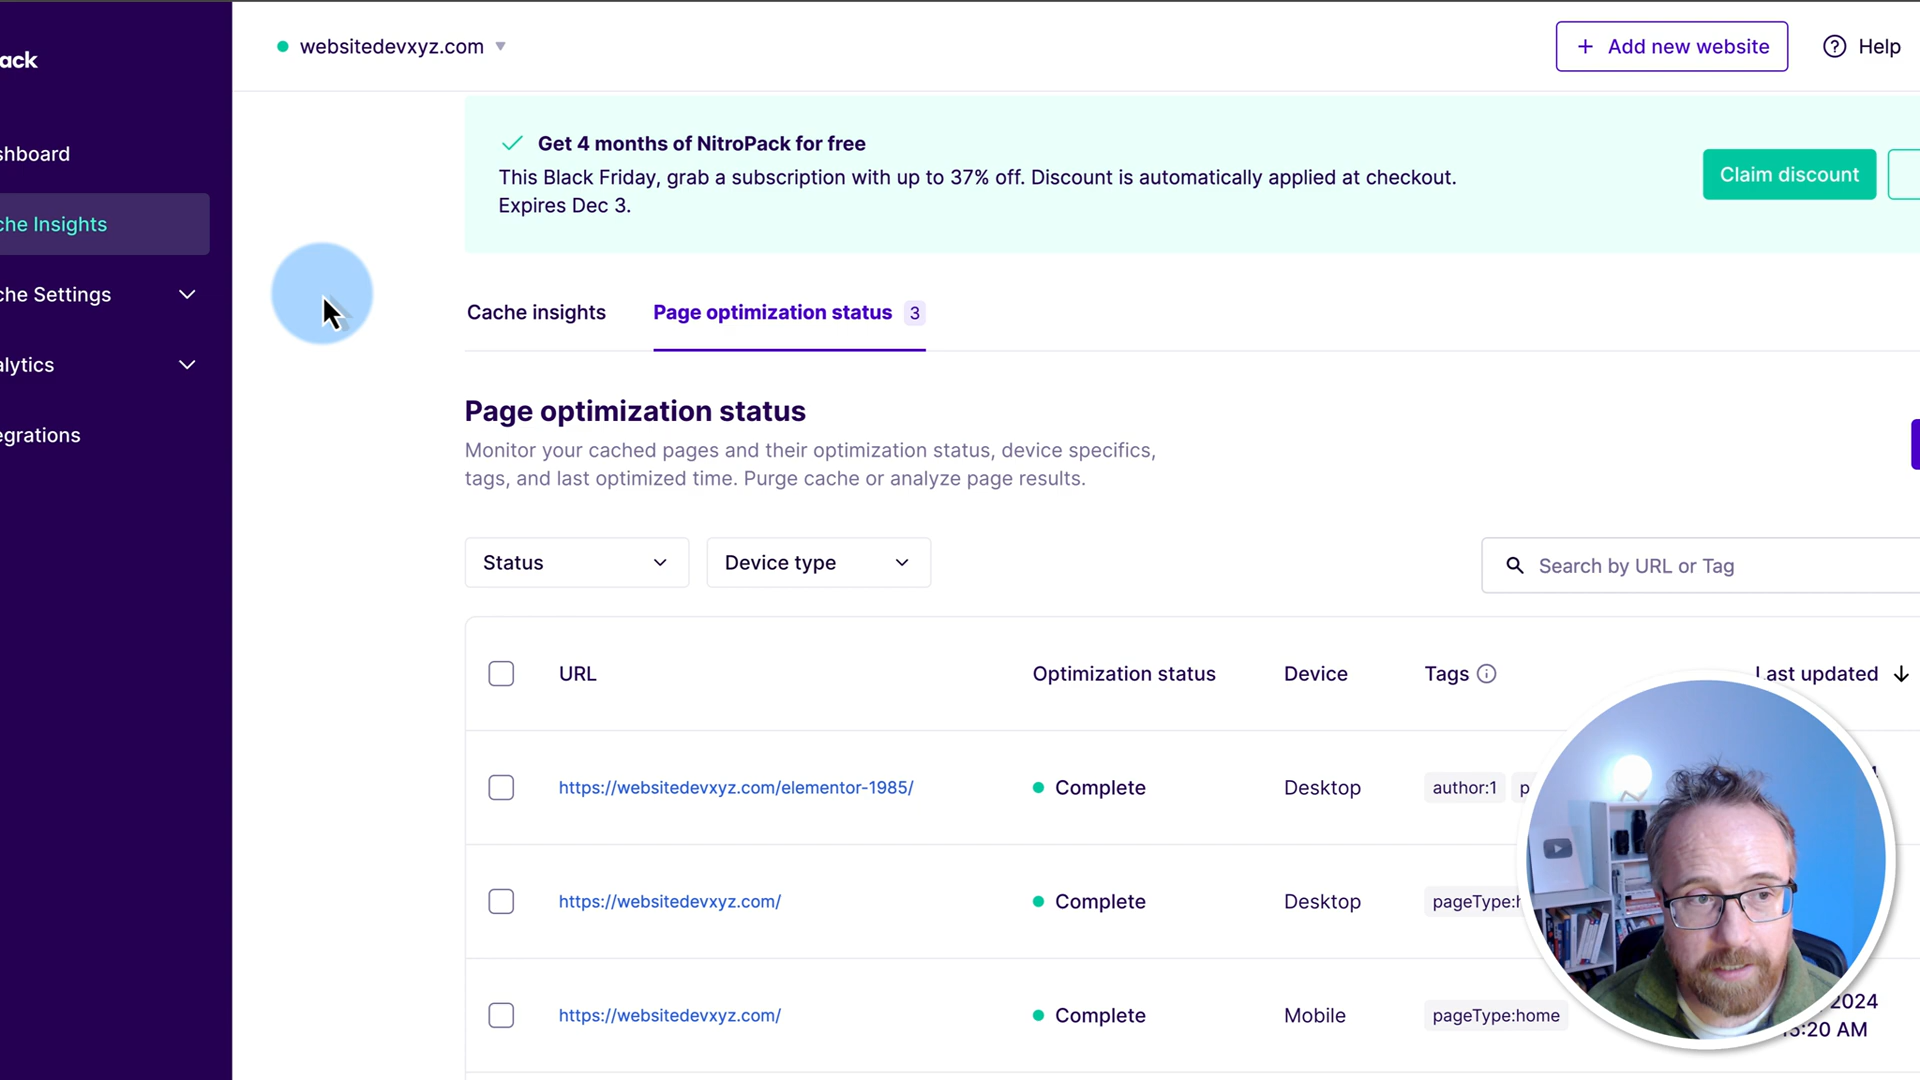 websitedevxyz.com
+ Add new website
Help
ack
Get 4 months of NitroPack for free
This Black Friday, grab a subscription with up to 37% off. Discount is automatically applied at checkout.
Expires Dec 3.
Claim discount
shboard
che Insights
che Settings
alytics
egrations
Cache insights
Page optimization status 3
Page optimization status
Monitor your cached pages and their optimization status, device specifics,
tags, and last optimized time. Purge cache or analyze page results.
Status
Device type
Search by URL or Tag
URL Optimization status Device Tags Last updated
https://websitedevxyz.com/elementor-1985/ Complete Desktop author:1 p
https://websitedevxyz.com/ Complete Desktop pageType:
https://websitedevxyz.com/ Complete Mobile pageType:home 2024
:20 AM